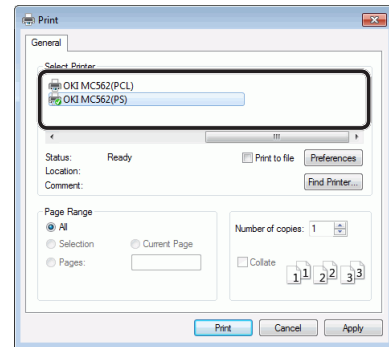 Print
General
Select Printer
OKI MC562(PCL)
OKI MC562(PS)
Status: Ready
Print to file
Preferences
Location:
Comment:
Find Printer...
Page Range
All
Selection
Current Page
Pages:
Number of copies: 1
Collate
1 1 2 2 3 3
Print
Cancel
Apply